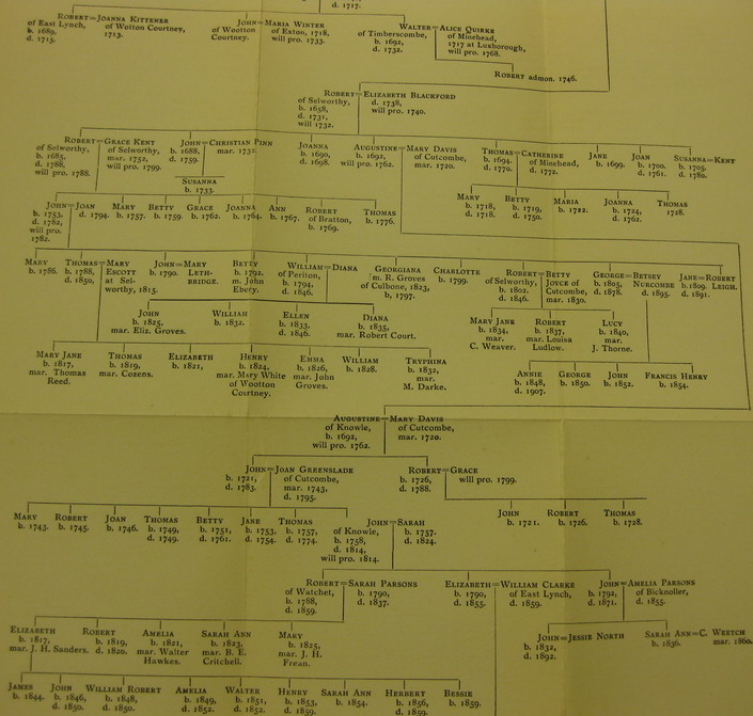 d. 1717.
ROBERT=JOANNA KITTENER
of East Lynch, of Wotton Courtney,
b. 1689, 1713.
d. 1715.
JOHN=MARIA WINTER
of Wootton of Exton, 1718,
Courtney. will pro. 1733.
WALTER=ALICE QUIRKE
of Timberscombe, of Minehead,
b. 1692, 1717 at Luxborough,
d. 1732. will pro. 1768.
ROBERT admon. 1746.
ROBERT=ELIZABETH BLACKFORD
of Selworthy, d. 1738,
b. 1658, will pro. 1740.
d. 1731,
will 1732.
ROBERT=GRACE KENT
of Selworthy, of Selworthy,
b. 1685, mar. 1752,
d. 1788, will pro. 1799.
will pro. 1788.
JOHN=CHRISTIAN PINN
b. 1688, mar. 1731.
d. 1759.
SUSANNA
b. 1733.
JOANNA
b. 1690,
d. 1698.
AUGUSTINE=MARY DAVIS
b. 1692, of Cutcombe,
will pro. 1762. mar. 1720.
THOMAS=CATHERINE
b. 1694, of Minehead,
d. 1770. d. 1772.
JANE
b. 1699.
JOAN
b. 1700.
d. 1761.
SUSANNA=KENT
b. 1705.
d. 1780.
MARY
b. 1718,
d. 1718.
BETTY
b. 1719,
d. 1750.
MARIA
b. 1722.
JOANNA
b. 1724,
d. 1762.
THOMAS
1728.
JOHN=JOAN
b. 1753. d. 1794.
d. 1782,
will
pro.
1782.
MARY
b. 1757.
BETTY
b. 1759.
GRACE
b. 1762.
JOANNA
b. 1764.
ANN
b. 1767.
ROBERT
of Bratton,
b. 1769.
THOMAS
b. 1776.
MARY
b. 1786.
THOMAS=MARY
b. 1788, ESCOTT
d. 1850, at Sel-
worthy, 1815.
JOHN=MARY
b. 1790. LETH-
BRIDGE.
BETTY
b. 1792.
m. John
Ebery.
WILLIAM=DIANA
of Periton,
b. 1794,
d. 1846.
GEORGIANA
m. R. Groves
of Culbone, 1823,
b. 1797.
CHARLOTTE
b. 1799.
ROBERT=BETTY
of Selworthy, JOYCE of
b. 1802. Cutcombe,
d. 1846. mar. 1830.
GEORGE=BETSEY
b. 1805, NURCOMBE
d. 1878. d. 1895.
JANE=ROBERT
b. 1809. LEIGH.
d. 1891.
JOHN
b. 1825,
mar. Eliz. Groves.
WILLIAM
b. 1832.
ELLEN
b. 1833.
d. 1846.
DIANA
b. 1835,
mar. Robert Court.
MARY JANE
b. 1834,
mar.
C. Weaver.
ROBERT
b. 1837,
mar. Louisa
Ludlow.
LUCY
b. 1840,
mar.
J. Thorne.
MARY JANE
b. 1817,
mar. Thomas
Reed.
THOMAS
b. 1819,
mar. Cozens.
ELIZABETH
b. 1821,
HENRY
b. 1824,
mar. Mary White
of Wootton
Courtney.
EMMA
b. 1826,
mar. John
Groves.
WILLIAM
b. 1828.
TRYPHINA
b. 1832,
mar.
M. Darke.
ANNIE
b. 1848,
d. 1907.
GEORGE
b. 1850.
JOHN
b. 1852.
FRANCIS HENRY
b. 1854.
AUGUSTINE=MARY DAVIS
of Knowle, of Cutcombe,
b. 1692, mar. 1720.
will pro. 1762.
JOHN=JOAN GREENSLADE
b. 1721, of Cutcombe,
d. 1783. mar. 1743,
d. 1795.
ROBERT=GRACE
b. 1726, will pro. 1799.
d. 1788.
MARY
b. 1743.
ROBERT
b. 1745.
JOAN
b. 1746.
THOMAS
b. 1749,
d. 1749.
BETTY
b. 1751,
d. 1761.
JANE
b. 1753,
d. 1754.
THOMAS
b. 1757,
d. 1774.
JOHN=SARAH
of Knowle, b. 1757.
b. 1758, d. 1824.
d. 1814,
will pro. 1814.
JOHN
b. 1721.
ROBERT
b. 1726.
THOMAS
b. 1728.
ROBERT=SARAH PARSONS
of Watchet, b. 1790,
b. 1788, d. 1837.
d. 1859.
ELIZABETH=WILLIAM CLARKE
b. 1790, of East Lynch,
d. 1855. d. 1859.
JOHN=AMELIA PARSONS
b. 1792, of Bicknoller,
d. 1871. d. 1855.
ELIZABETH
b. 1817,
mar. J. H. Sanders.
ROBERT
b. 1819,
d. 1820.
AMELIA
b. 1821,
mar. Walter
Hawkes.
SARAH ANN
b. 1823.
mar. B. E.
Critchell.
MARY
b. 1825,
mar. J. H.
Frean.
JOHN=JESSIE NORTH
b. 1832,
d. 1892.
SARAH ANN=C. WEETCH
b. 1836. mar. 1860.
JAMES
b. 1844.
JOHN
b. 1846,
d. 1850.
WILLIAM ROBERT
b. 1848,
d. 1850.
AMELIA
b. 1849,
d. 1852.
WALTER
b. 1851,
d. 1852.
HENRY
b. 1853,
d. 1859.
SARAH ANN
b. 1854.
HERBERT
b. 1856,
d. 1859.
BESSIE
b. 1859.